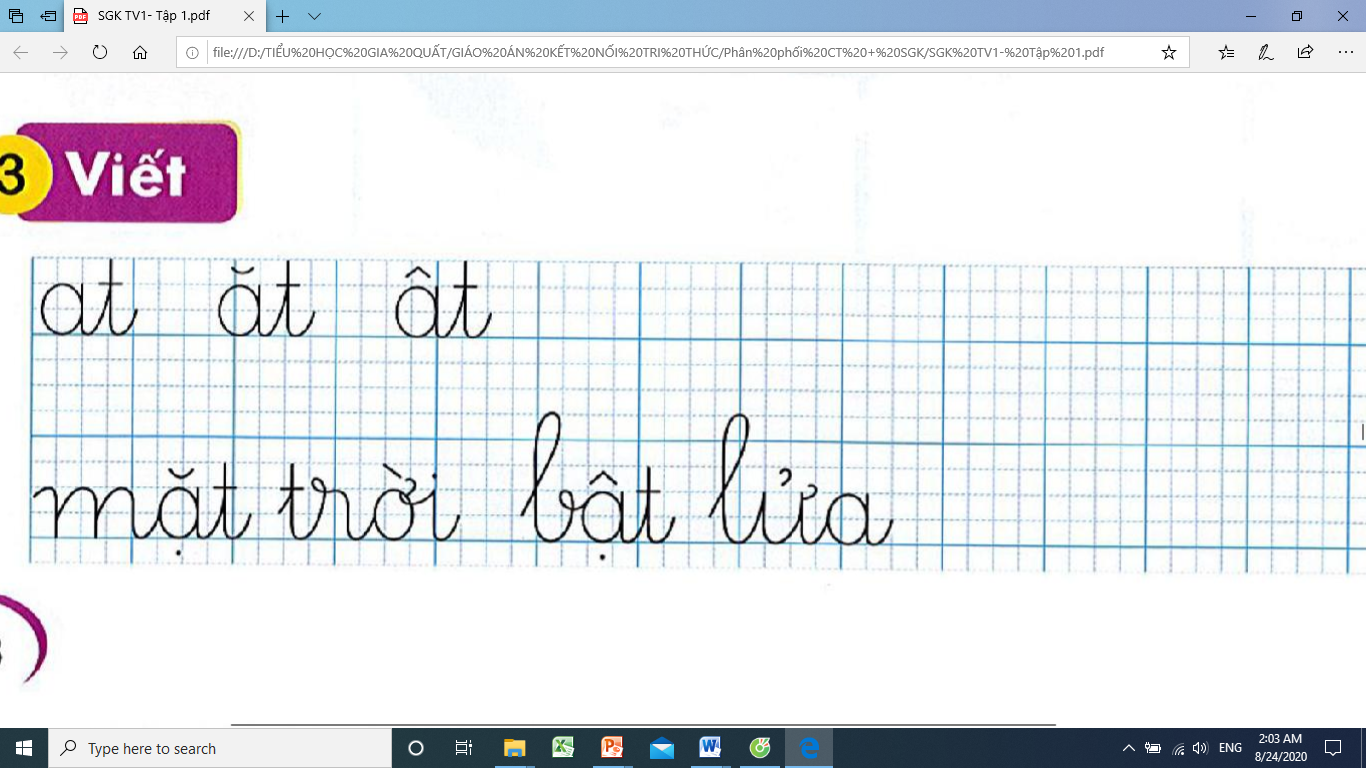 SGK TV1- Tập 1.pdf
file:///D:/TIỂU%20HỌC%20GIA%20QUẤT/GIÁO%20ÁN%20KẾT%20NỐI%20TRI%20THỨC/Phân%20phối%20CT%20+%20SGK/SGK%20TV1-%20Tập%201.pdf
3 Viết
at ăt ât
mặt trời bật lửa
Type here to search
ENG
2:03 AM
8/24/2020